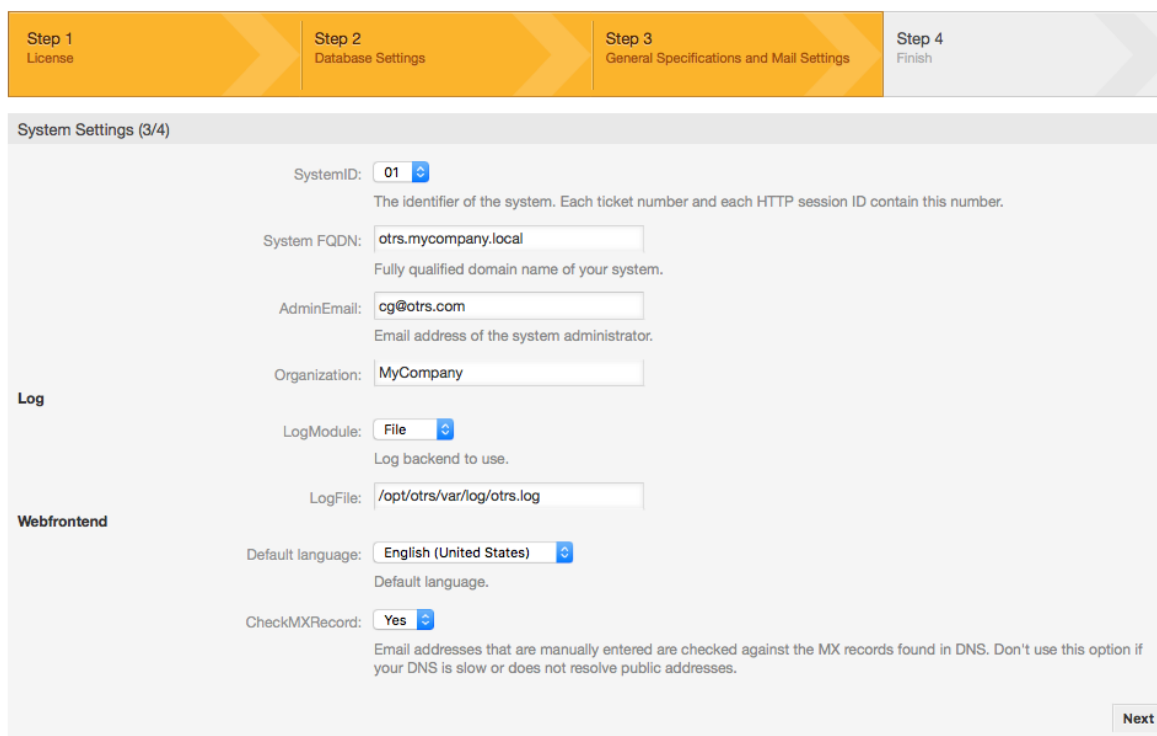 Step 1
License
Step 2
Database Settings
Step 3
General Specifications and Mail Settings
Step 4
Finish
System Settings (3/4)
SystemID: 01
The identifier of the system. Each ticket number and each HTTP session ID contain this number.
System FQDN: otrs.mycompany.local
Fully qualified domain name of your system.
AdminEmail: cg@otrs.com
Email address of the system administrator.
Organization: MyCompany
Log
LogModule: File
Log backend to use.
LogFile: /opt/otrs/var/log/otrs.log
Webfrontend
Default language: English (United States)
Default language.
CheckMXRecord: Yes
Email addresses that are manually entered are checked against the MX records found in DNS. Don't use this option if
your DNS is slow or does not resolve public addresses.
Next